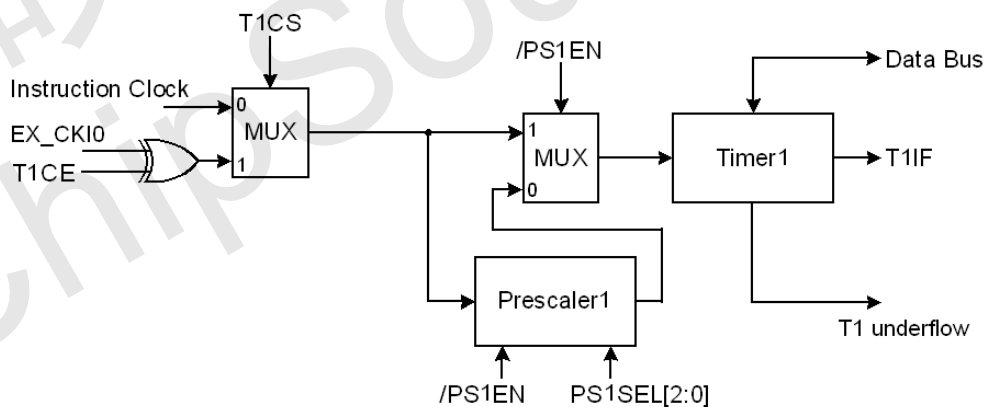 T1CS
/PS1EN
Data Bus
Instruction Clock
0
MUX
1
EX_CKI0
T1CE
1
MUX
0
Timer1
T1IF
Prescaler1
T1 underflow
/PS1EN
PS1SEL[2:0]